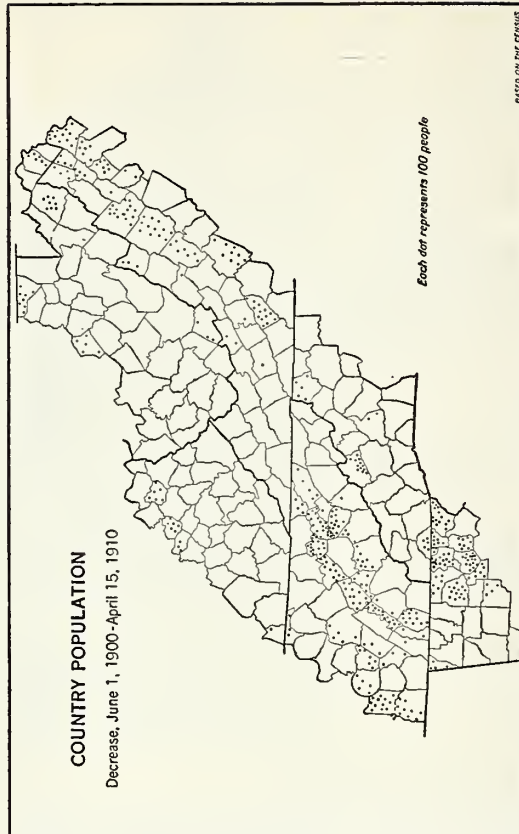 COUNTRY POPULATION
Decrease, June 1, 1900-April 15, 1910
Each dot represents 100 people
BASED ON THE CENSUS